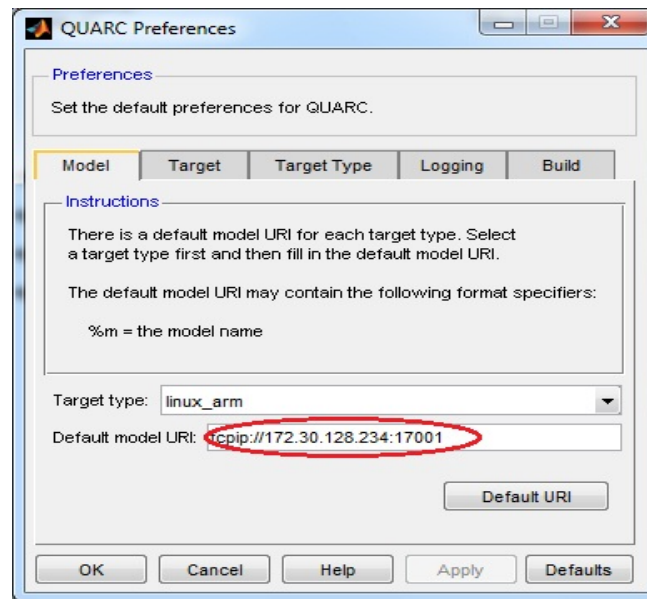 QUARC Preferences
Preferences
Set the default preferences for QUARC.
Model Target Target Type Logging Build
Instructions
There is a default model URI for each target type. Select
a target type first and then fill in the default model URI.
The default model URI may contain the following format specifiers:
%m = the model name
Target type: linux_arm
Default model URI: tcpip://172.30.128.234:17001
Default URI
OK Cancel Help Apply Defaults